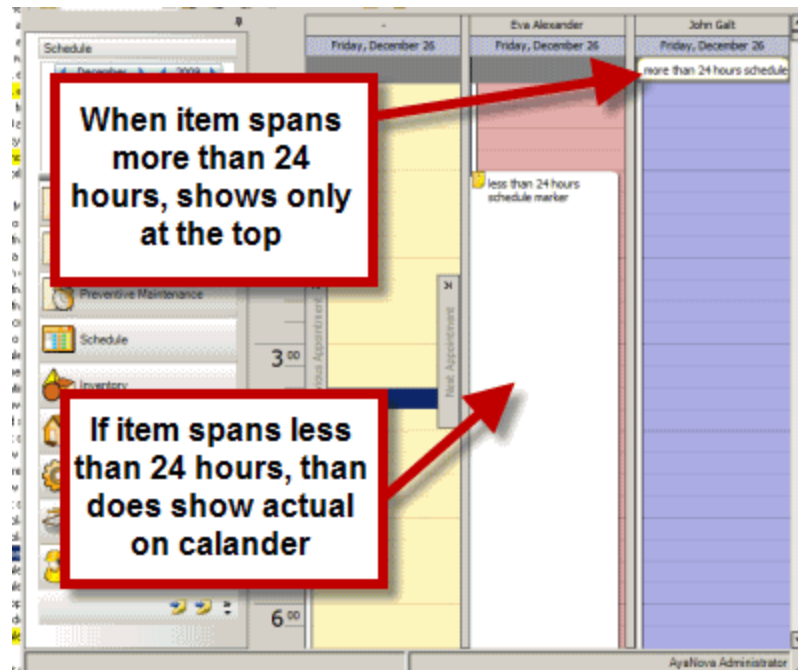 - Eva Alexander John Galt
Schedule Friday, December 26 Friday, December 26 Friday, December 26
December 2009
more than 24 hours schedule
When item spans
more than 24
hours, shows only
at the top
less than 24 hours
schedule marker
Preventive Maintenance
Schedule
3 00
Next Appointment
Inventory
If item spans less
than 24 hours, than
does show actual
on calander
6 00
AyaNova Administrator